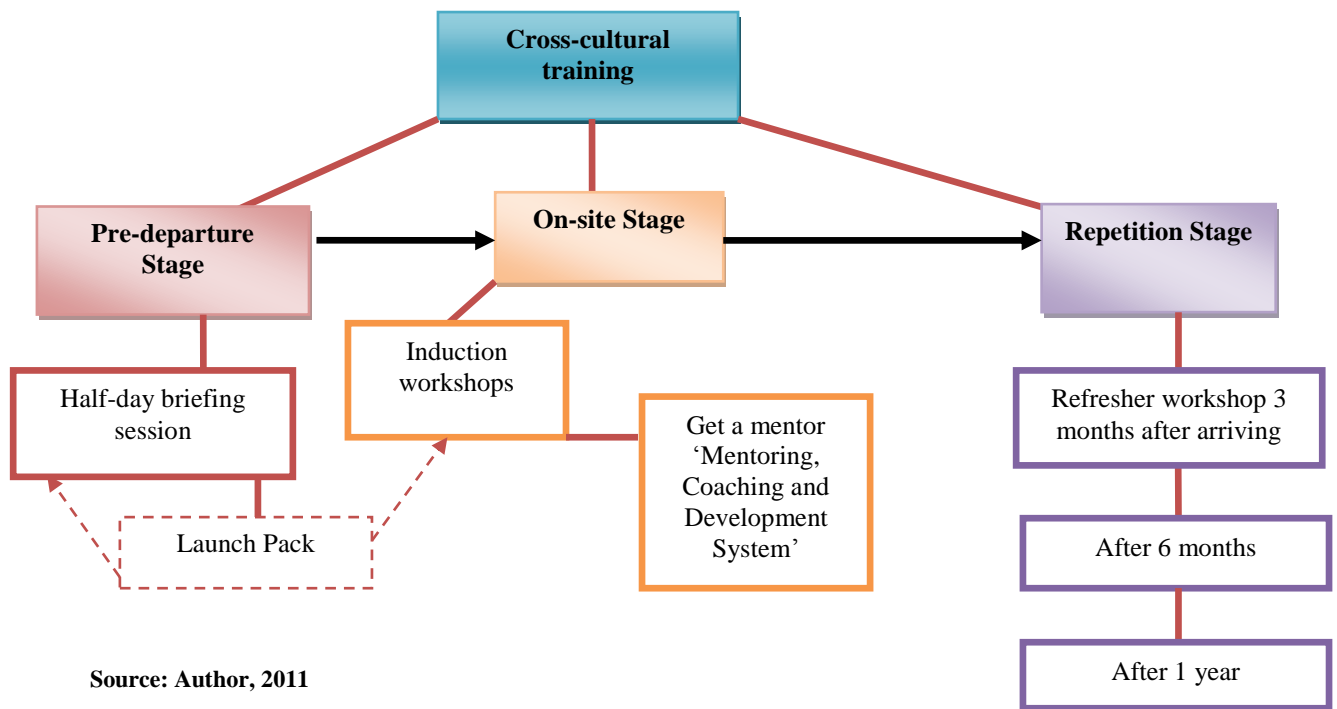 Cross-cultural
training
Pre-departure
Stage
On-site Stage
Repetition Stage
Half-day briefing
session
Launch Pack
Induction
workshops
Get a mentor
‘Mentoring,
Coaching and
Development
System’
Refresher workshop 3
months after arriving
After 6 months
After 1 year
Source: Author, 2011